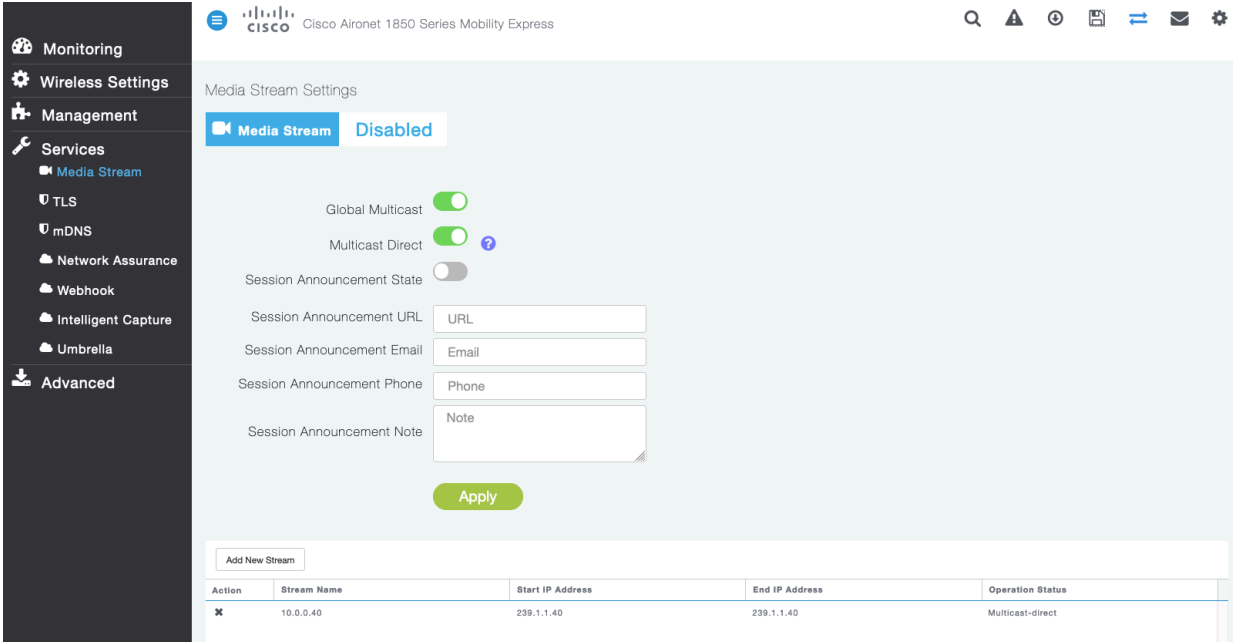 CISCO Cisco Aironet 1850 Series Mobility Express
Monitoring
Wireless Settings
Management
Services
Media Stream
TLS
mDNS
Network Assurance
Webhook
Intelligent Capture
Umbrella
Advanced
Media Stream Settings
Media Stream Disabled
Global Multicast
Multicast Direct ?
Session Announcement State
Session Announcement URL URL
Session Announcement Email Email
Session Announcement Phone Phone
Session Announcement Note Note
Apply
Add New Stream
Action Stream Name Start IP Address End IP Address Operation Status
10.0.0.40 239.1.1.40 239.1.1.40 Multicast-direct